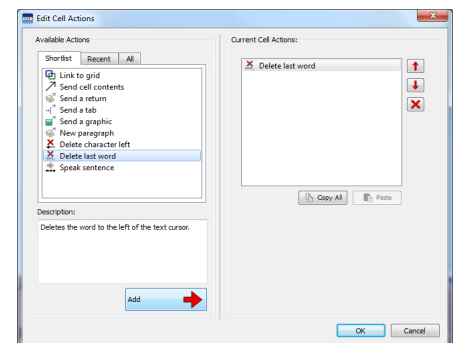 Edit Cell Actions
Available Actions
Shortlist Recent All
Link to grid
Send cell contents
Send a return
Send a tab
Send a graphic
New paragraph
Delete character left
Delete last word
Speak sentence
Description:
Deletes the word to the left of the text cursor.
Add
Current Cell Actions:
Delete last word
Copy All Paste
OK Cancel